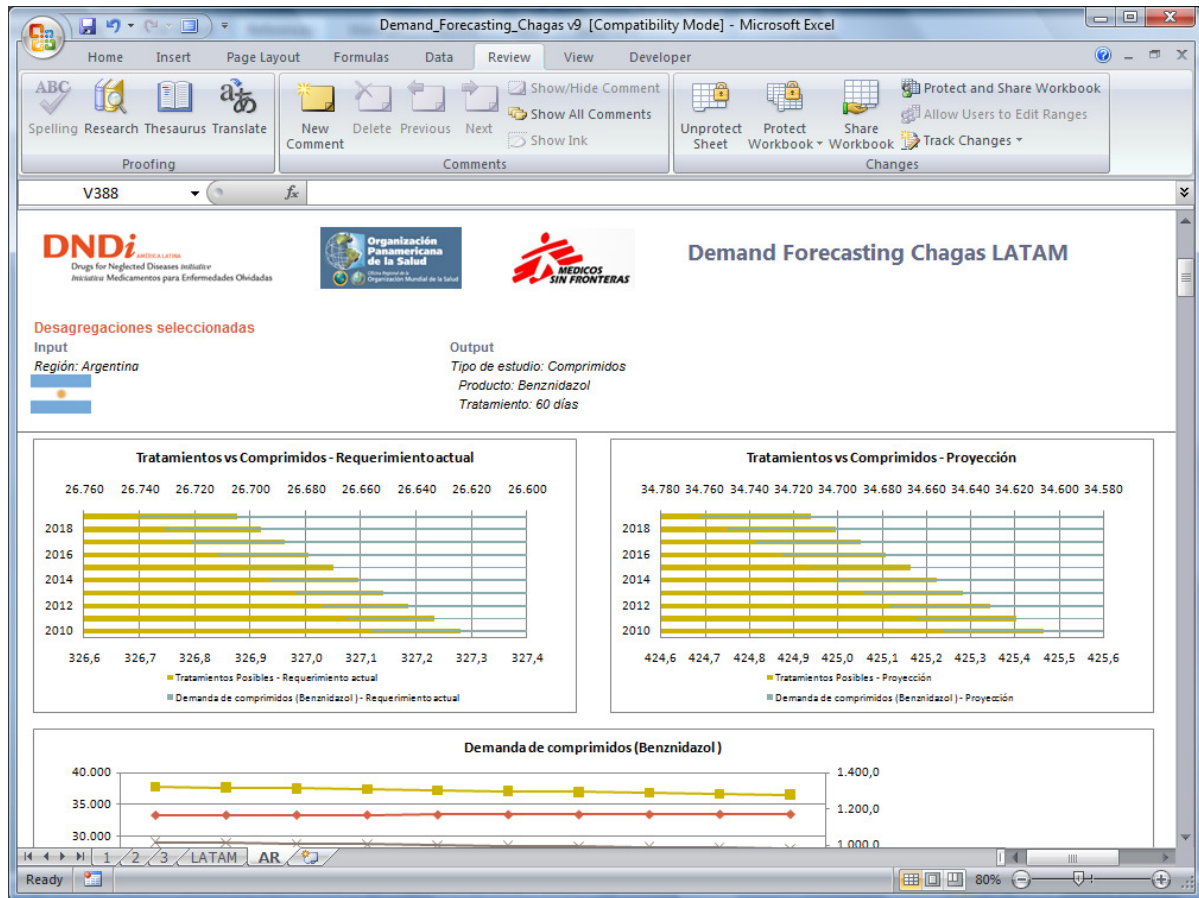 Demand_Forecasting_Chagas v9 [Compatibility Mode] - Microsoft Excel
Home Insert Page Layout Formulas Data Review View Developer
ABC
Spelling Research Thesaurus Translate
Proofing
New Comment Delete Previous Next
Show/Hide Comment
Show All Comments
Show Ink
Comments
Unprotect Sheet Protect Workbook Share Workbook
Protect and Share Workbook
Allow Users to Edit Ranges
Track Changes
Changes
V388 fx
DNDi AMÉRICA LATINA
Drugs for Neglected Diseases initiative
Iniciativa Medicamentos para Enfermedades Olvidadas
Organización
Panamericana
de la Salud
Oficina Regional de la
Organización Mundial de la Salud
MEDICOS
SIN FRONTERAS
Demand Forecasting Chagas LATAM
Desagregaciones seleccionadas
Input
Región: Argentina
Output
Tipo de estudio: Comprimidos
Producto: Benznidazol
Tratamiento: 60 días
Tratamientos vs Comprimidos - Requerimiento actual
26.760 26.740 26.720 26.700 26.680 26.660 26.640 26.620 26.600
2018
2016
2014
2012
2010
326,6 326,7 326,8 326,9 327,0 327,1 327,2 327,3 327,4
Tratamientos Posibles - Requerimiento actual
Demanda de comprimidos (Benznidazol ) - Requerimiento actual
Tratamientos vs Comprimidos - Proyección
34.780 34.760 34.740 34.720 34.700 34.680 34.660 34.640 34.620 34.600 34.580
2018
2016
2014
2012
2010
424,6 424,7 424,8 424,9 425,0 425,1 425,2 425,3 425,4 425,5 425,6
Tratamientos Posibles - Proyección
Demanda de comprimidos (Benznidazol ) - Proyección
Demanda de comprimidos (Benznidazol )
40.000 1.400,0
35.000 1.200,0
30.000 1.000,0
1 2 3 LATAM AR
Ready 80%